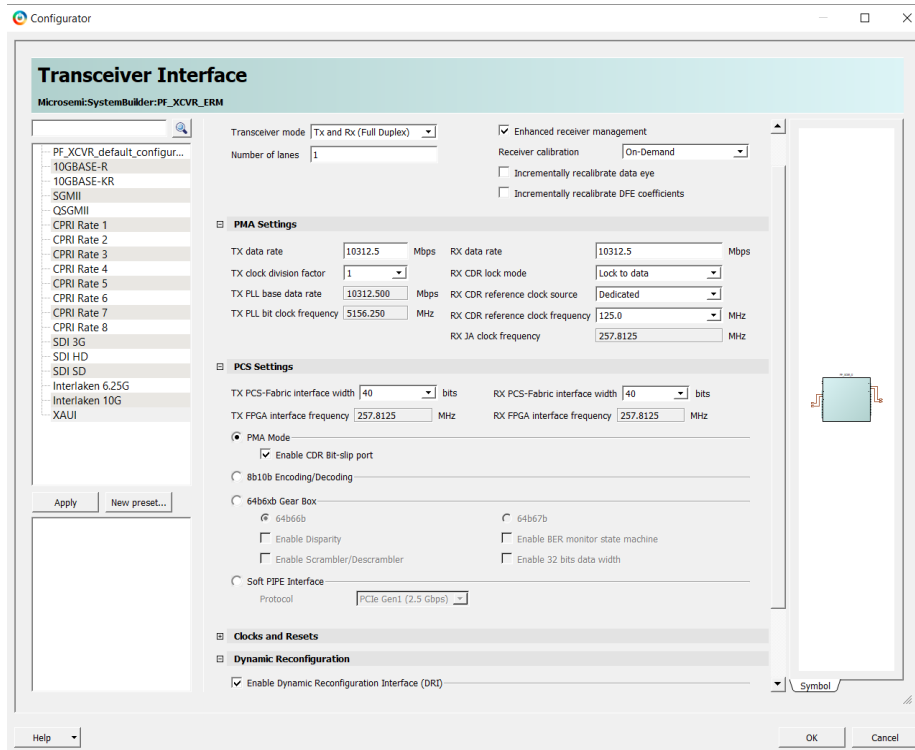 Configurator
Transceiver Interface
Microsemi:SystemBuilder:PF_XCVR_ERM
PF_XCVR_default_configur...
10GBASE-R
10GBASE-KR
SGMII
QSGMII
CPRI Rate 1
CPRI Rate 2
CPRI Rate 3
CPRI Rate 4
CPRI Rate 5
CPRI Rate 6
CPRI Rate 7
CPRI Rate 8
SDI 3G
SDI HD
SDI SD
Interlaken 6.25G
Interlaken 10G
XAUI
Apply New preset...
Transceiver mode Tx and Rx (Full Duplex) Enhanced receiver management
Number of lanes 1 Receiver calibration On-Demand
Incrementally recalibrate data eye
Incrementally recalibrate DFE coefficients
PMA Settings
TX data rate 10312.5 Mbps RX data rate 10312.5 Mbps
TX clock division factor 1 RX CDR lock mode Lock to data
TX PLL base data rate 10312.500 Mbps RX CDR reference clock source Dedicated
TX PLL bit clock frequency 5156.250 MHz RX CDR reference clock frequency 125.0 MHz
RX JA clock frequency 257.8125 MHz
PCS Settings
TX PCS-Fabric interface width 40 bits RX PCS-Fabric interface width 40 bits
TX FPGA interface frequency 257.8125 MHz RX FPGA interface frequency 257.8125 MHz
PMA Mode
Enable CDR Bit-slip port
8b10b Encoding/Decoding
64b6xb Gear Box
64b66b 64b67b
Enable Disparity Enable BER monitor state machine
Enable Scrambler/Descrambler Enable 32 bits data width
Soft PIPE Interface
Protocol PCIe Gen1 (2.5 Gbps)
Clocks and Resets
Dynamic Reconfiguration
Enable Dynamic Reconfiguration Interface (DRI)
Symbol
Help OK Cancel